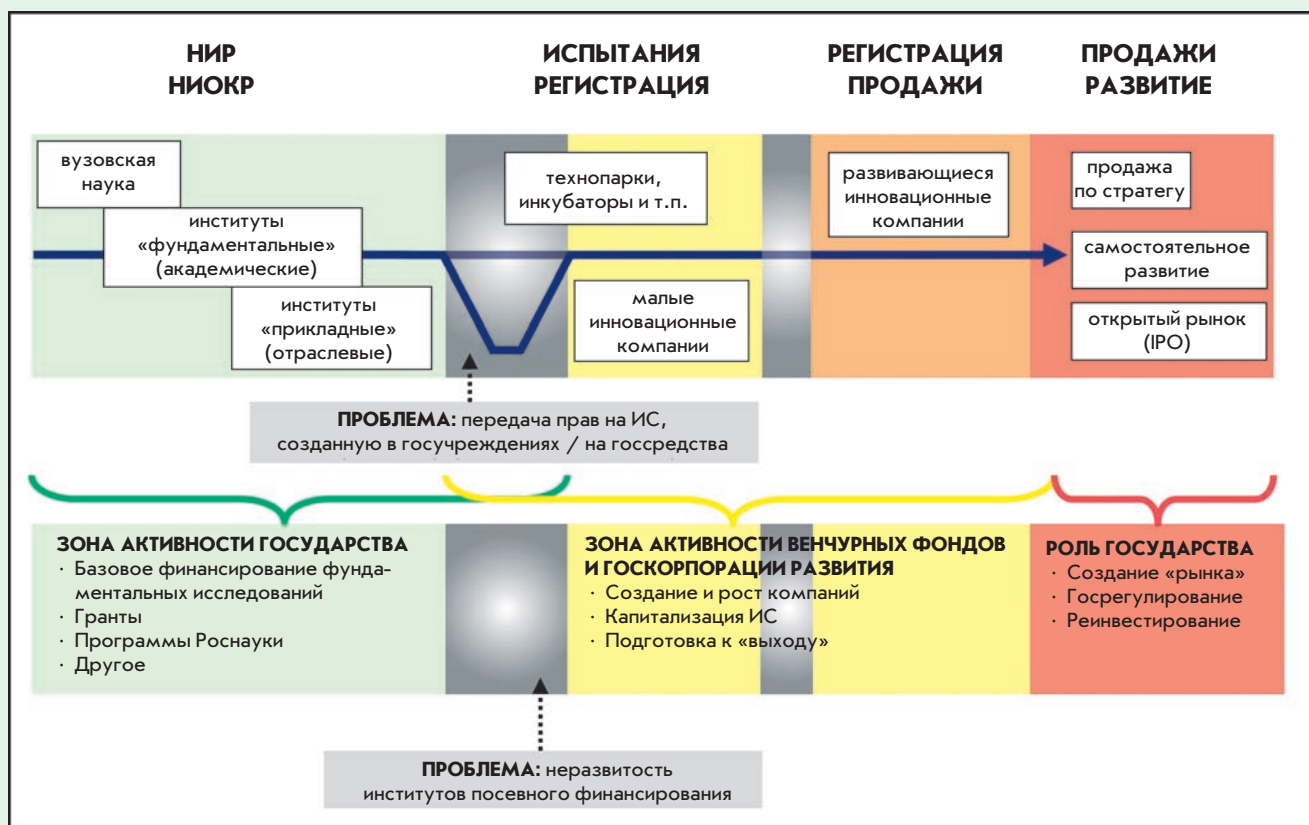 НИР
НИОКР
ИСПЫТАНИЯ
РЕГИСТРАЦИЯ
РЕГИСТРАЦИЯ
ПРОДАЖИ
ПРОДАЖИ
РАЗВИТИЕ
вузовская
наука
институты
«фундаментальные»
(академические)
институты
«прикладные»
(отраслевые)
технопарки,
инкубаторы и т.п.
малые
инновационные
компании
развивающиеся
инновационные
компании
продажа
по стратегу
самостоятельное
развитие
открытый рынок
(IPO)
ПРОБЛЕМА: передача прав на ИС,
созданную в госучреждениях / на госсредства
ЗОНА АКТИВНОСТИ ГОСУДАРСТВА
· Базовое финансирование фунда-
ментальных исследований
· Гранты
· Программы Роснауки
· Другое
ЗОНА АКТИВНОСТИ ВЕНЧУРНЫХ ФОНДОВ
И ГОСКОРПОРАЦИИ РАЗВИТИЯ
· Создание и рост компаний
· Капитализация ИС
· Подготовка к «выходу»
РОЛЬ ГОСУДАРСТВА
· Создание «рынка»
· Госрегулирование
· Реинвестирование
ПРОБЛЕМА: неразвитость
институтов посевного финансирования